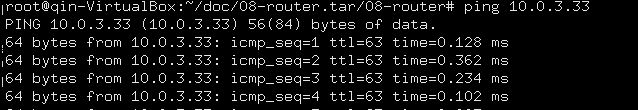 root@qin-VirtualBox:~/doc/08-router.tar/08-router# ping 10.0.3.33
PING 10.0.3.33 (10.0.3.33) 56(84) bytes of data.
64 bytes from 10.0.3.33: icmp_seq=1 ttl=63 time=0.128 ms
64 bytes from 10.0.3.33: icmp_seq=2 ttl=63 time=0.362 ms
64 bytes from 10.0.3.33: icmp_seq=3 ttl=63 time=0.234 ms
64 bytes from 10.0.3.33: icmp_seq=4 ttl=63 time=0.102 ms